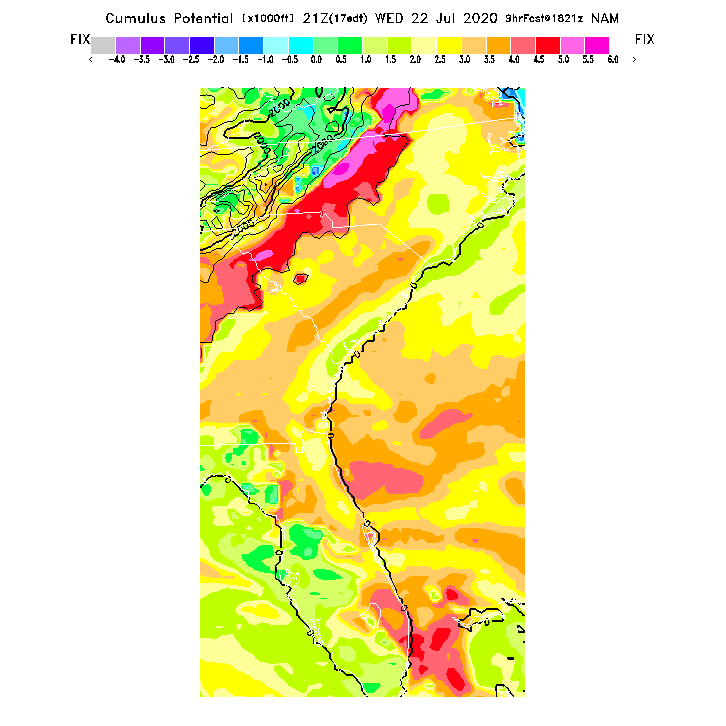 Cumulus Potential [x1000ft] 21Z(17edt) WED 22 Jul 2020 9hrFcst@1821z NAM
FIX FIX
< -4.0 -3.5 -3.0 -2.5 -2.0 -1.5 -1.0 -0.5 0.0 0.5 1.0 1.5 2.0 2.5 3.0 3.5 4.0 4.5 5.0 5.5 6.0 >
2000